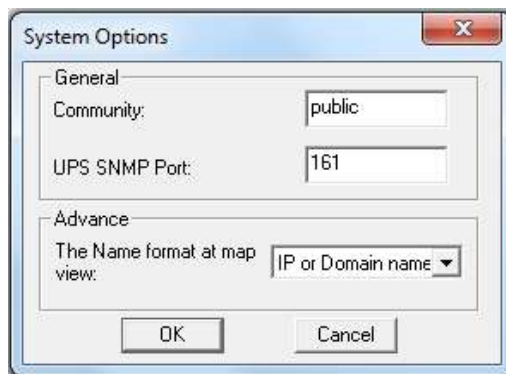 System Options
General
Community:
public
UPS SNMP Port:
161
Advance
The Name format at map
view:
IP or Domain name
OK
Cancel